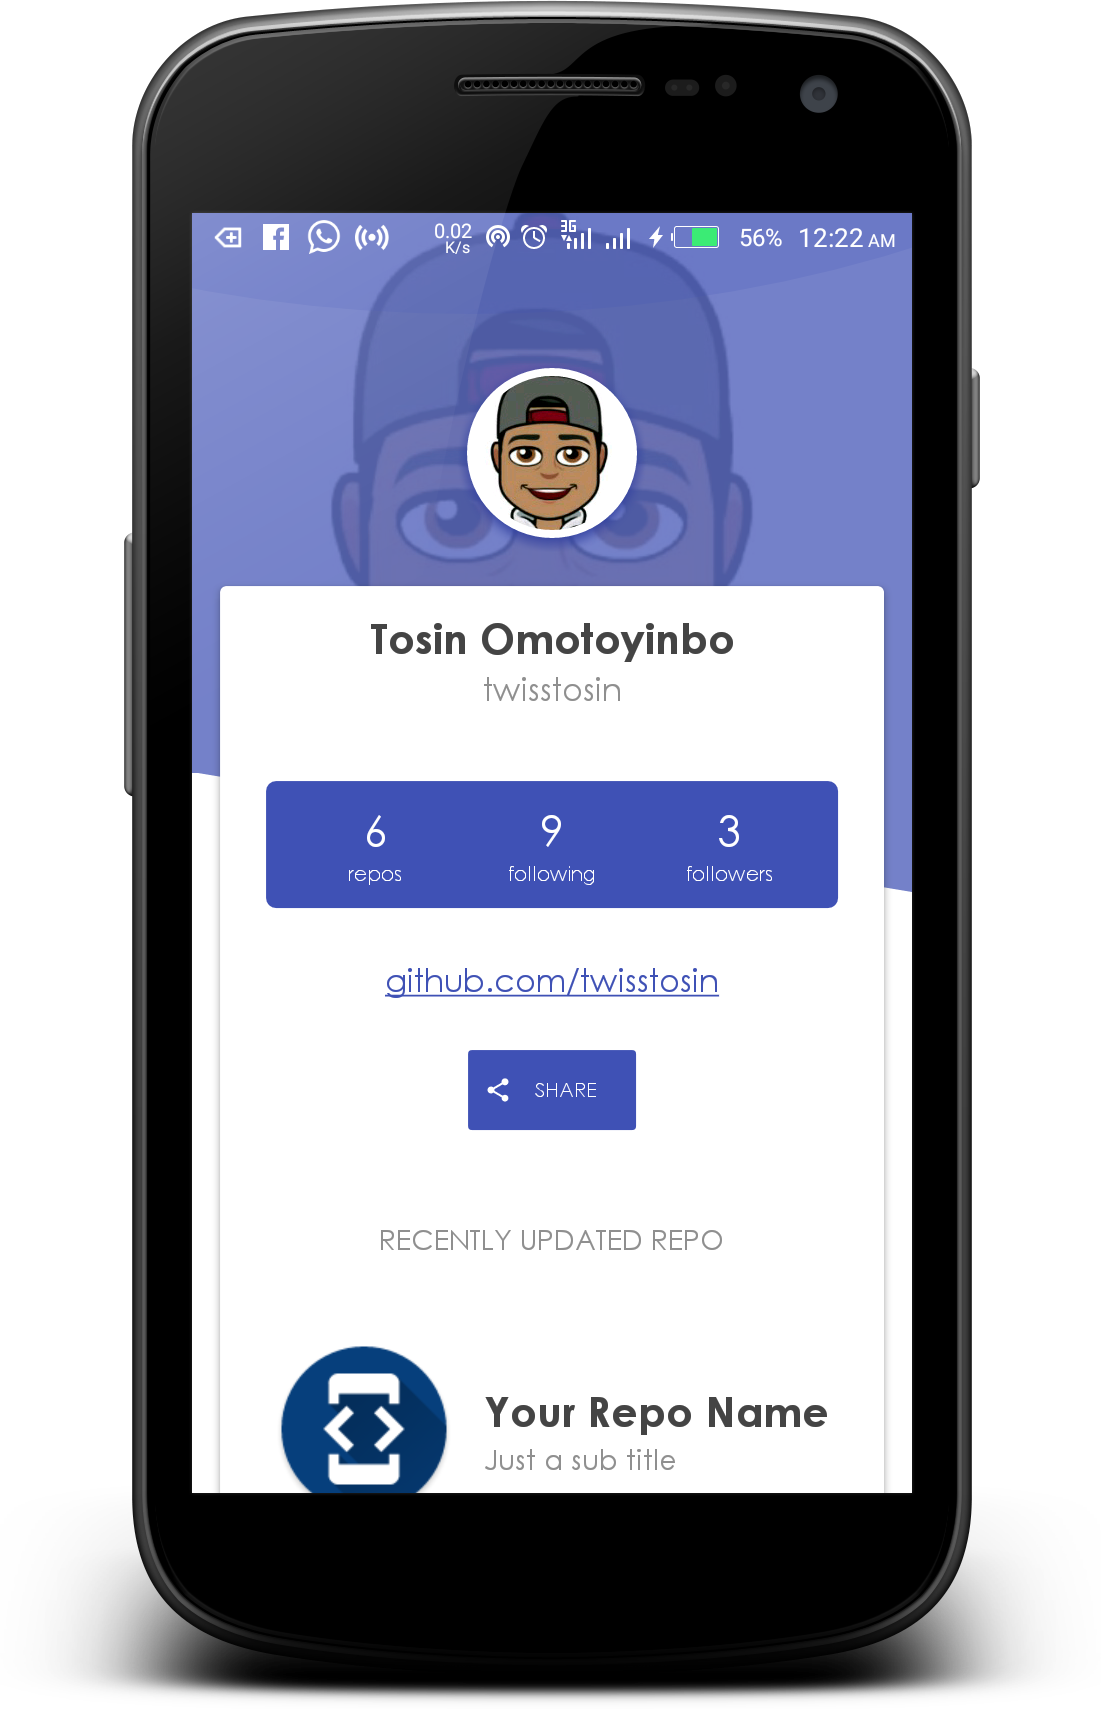 0.02 K/s 3G 56% 12:22 AM
Tosin Omotoyinbo
twisstosin
6 9 3
repos following followers
github.com/twisstosin
SHARE
RECENTLY UPDATED REPO
Your Repo Name
Just a sub title